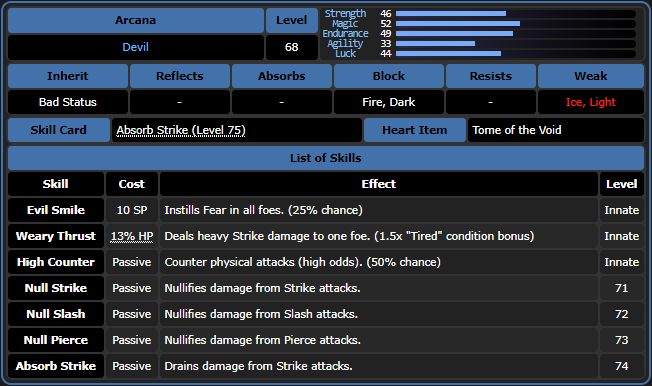 Arcana Level
Devil 68
Strength 46
Magic 52
Endurance 49
Agility 33
Luck 44
Inherit Reflects Absorbs Block Resists Weak
Bad Status - - Fire, Dark - Ice, Light
Skill Card Absorb Strike (Level 75) Heart Item Tome of the Void
List of Skills
Skill Cost Effect Level
Evil Smile 10 SP Instills Fear in all foes. (25% chance) Innate
Weary Thrust 13% HP Deals heavy Strike damage to one foe. (1.5x "Tired" condition bonus) Innate
High Counter Passive Counter physical attacks (high odds). (50% chance) Innate
Null Strike Passive Nullifies damage from Strike attacks. 71
Null Slash Passive Nullifies damage from Slash attacks. 72
Null Pierce Passive Nullifies damage from Pierce attacks. 73
Absorb Strike Passive Drains damage from Strike attacks. 74